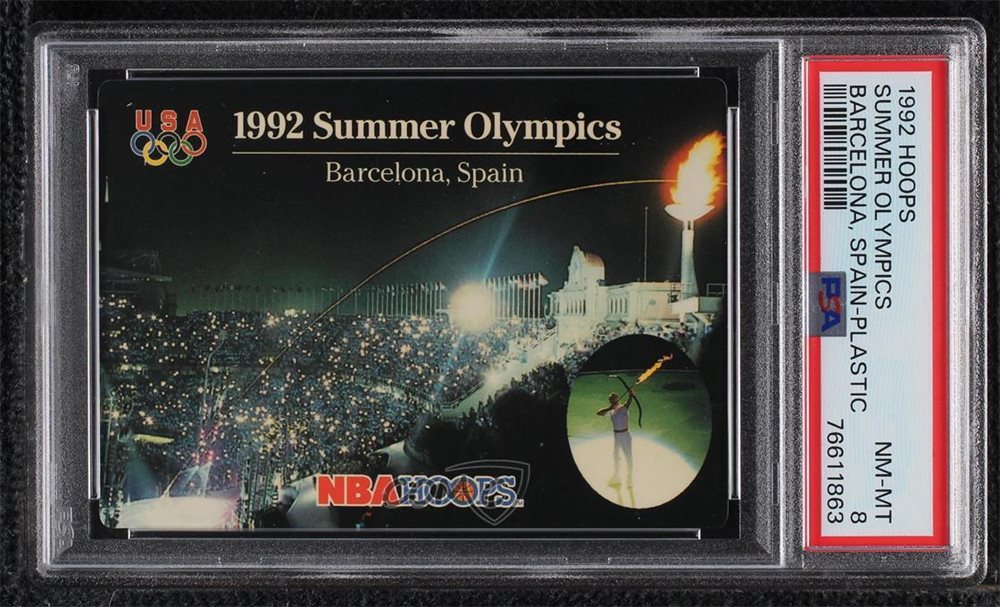 USA
1992 Summer Olympics
Barcelona, Spain
NBA HOOPS
1992 HOOPS
SUMMER OLYMPICS
BARCELONA, SPAIN-PLASTIC
NM-MT
8
76611863
PSA